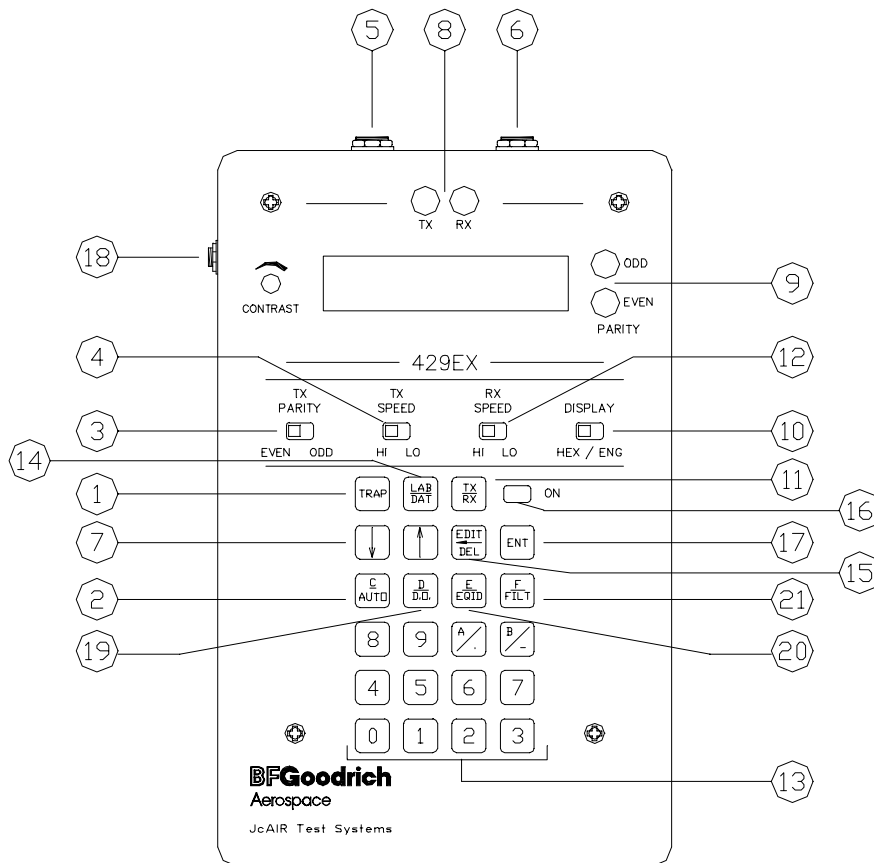 5 8 6
TX RX
18
CONTRAST
ODD
9
EVEN
PARITY
4
429EX
12
TX
PARITY
TX
SPEED
RX
SPEED
DISPLAY
3
10
EVEN ODD
HI LO
HI LO
HEX / ENG
14
11
1
TRAP
LAB
DAT
TX
RX
ON
16
7
↓
↑
EDIT
←
DEL
ENT
17
15
2
C
AUTO
D
D.O.
E
EQID
F
FILT
21
19
8 9 A/. B/_
20
4 5 6 7
0 1 2 3
13
BFGoodrich
Aerospace
JcAIR Test Systems